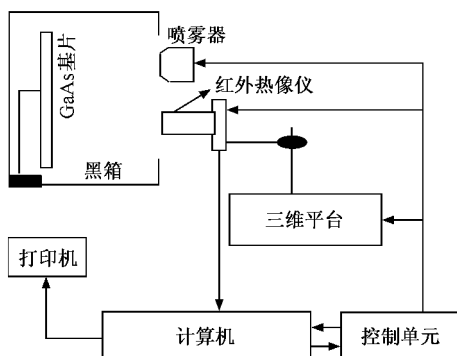 喷雾器
GaAs基片
红外热像仪
黑箱
三维平台
打印机
计算机
控制单元